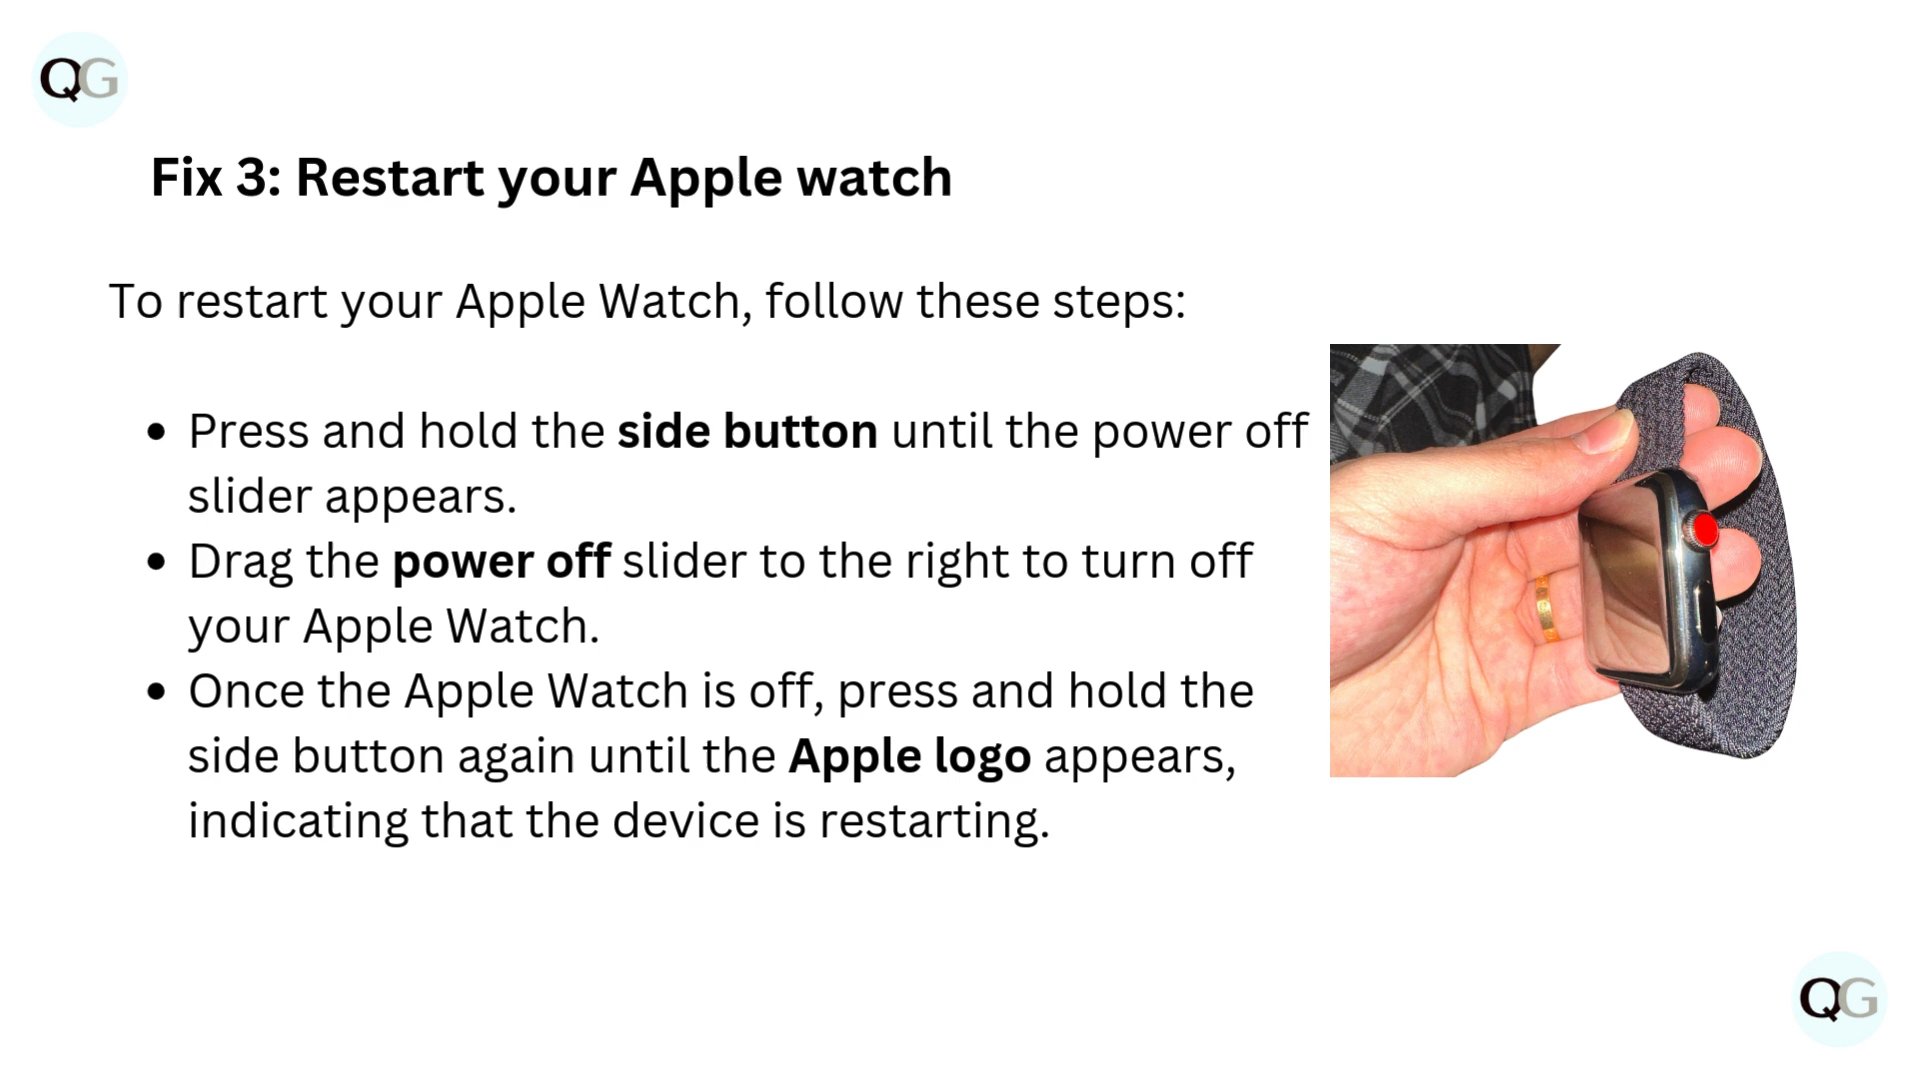 QG
Fix 3: Restart your Apple watch
To restart your Apple Watch, follow these steps:
• Press and hold the side button until the power off
slider appears.
• Drag the power off slider to the right to turn off
your Apple Watch.
• Once the Apple Watch is off, press and hold the
side button again until the Apple logo appears,
indicating that the device is restarting.
QG